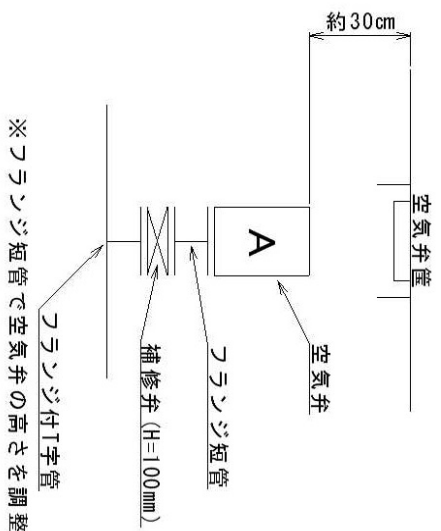 約30cm
空気弁筐
A
空気弁
フランジ短管
補修弁(H=100mm)
フランジ付T字管
※フランジ短管で空気弁の高さを調整